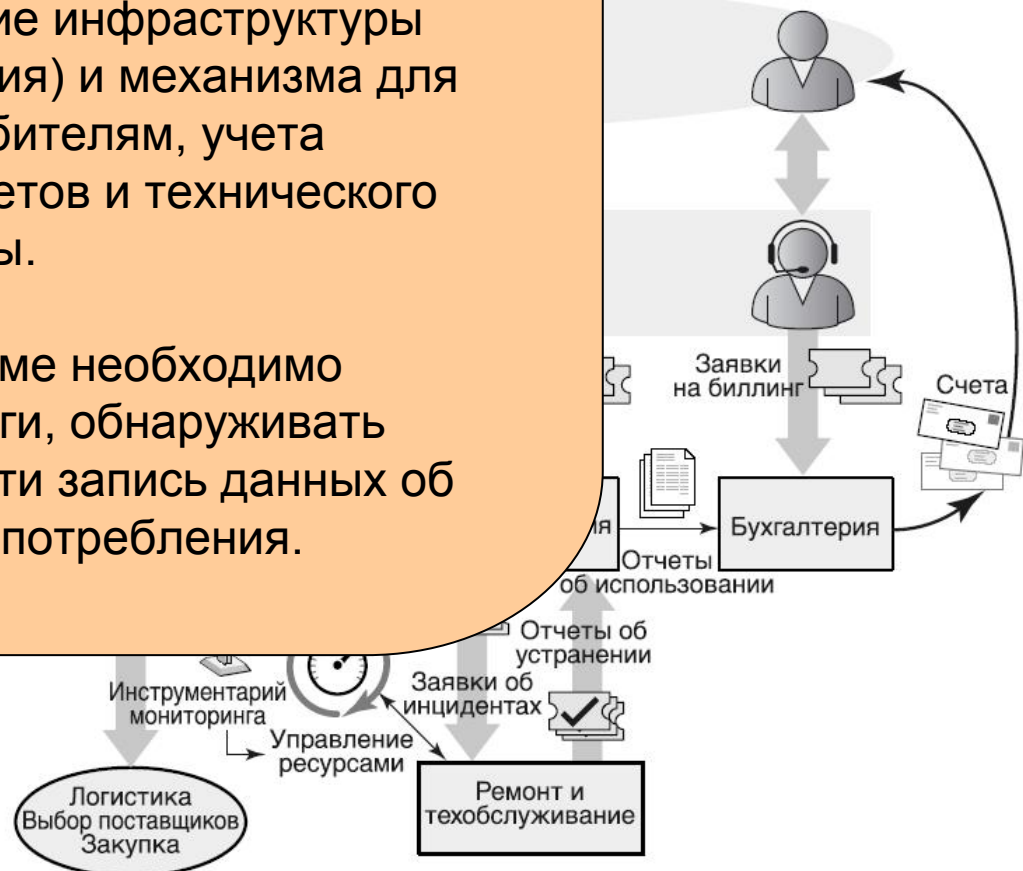 ие инфраструктуры
ия) и механизма для
бителям, учета
етов и технического
ы.
ме необходимо
ги, обнаруживать
ти запись данных об
потребления.
Заявки
на биллинг
Счета
ия
Бухгалтерия
Отчеты
об использовании
Отчеты об
устранении
Инструментарий
мониторинга
Заявки об
инцидентах
Управление
ресурсами
Логистика
Выбор поставщиков
Закупка
Ремонт и
техобслуживание